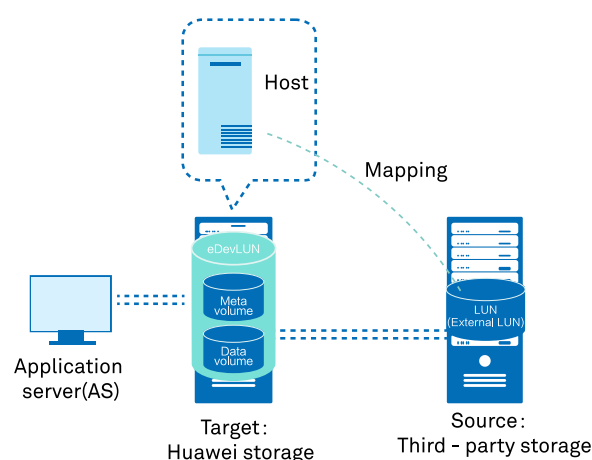 Host
Mapping
eDevLUN
Meta
volume
Data
volume
LUN
(External LUN)
Application
server(AS)
Target:
Huawei storage
Source:
Third - party storage